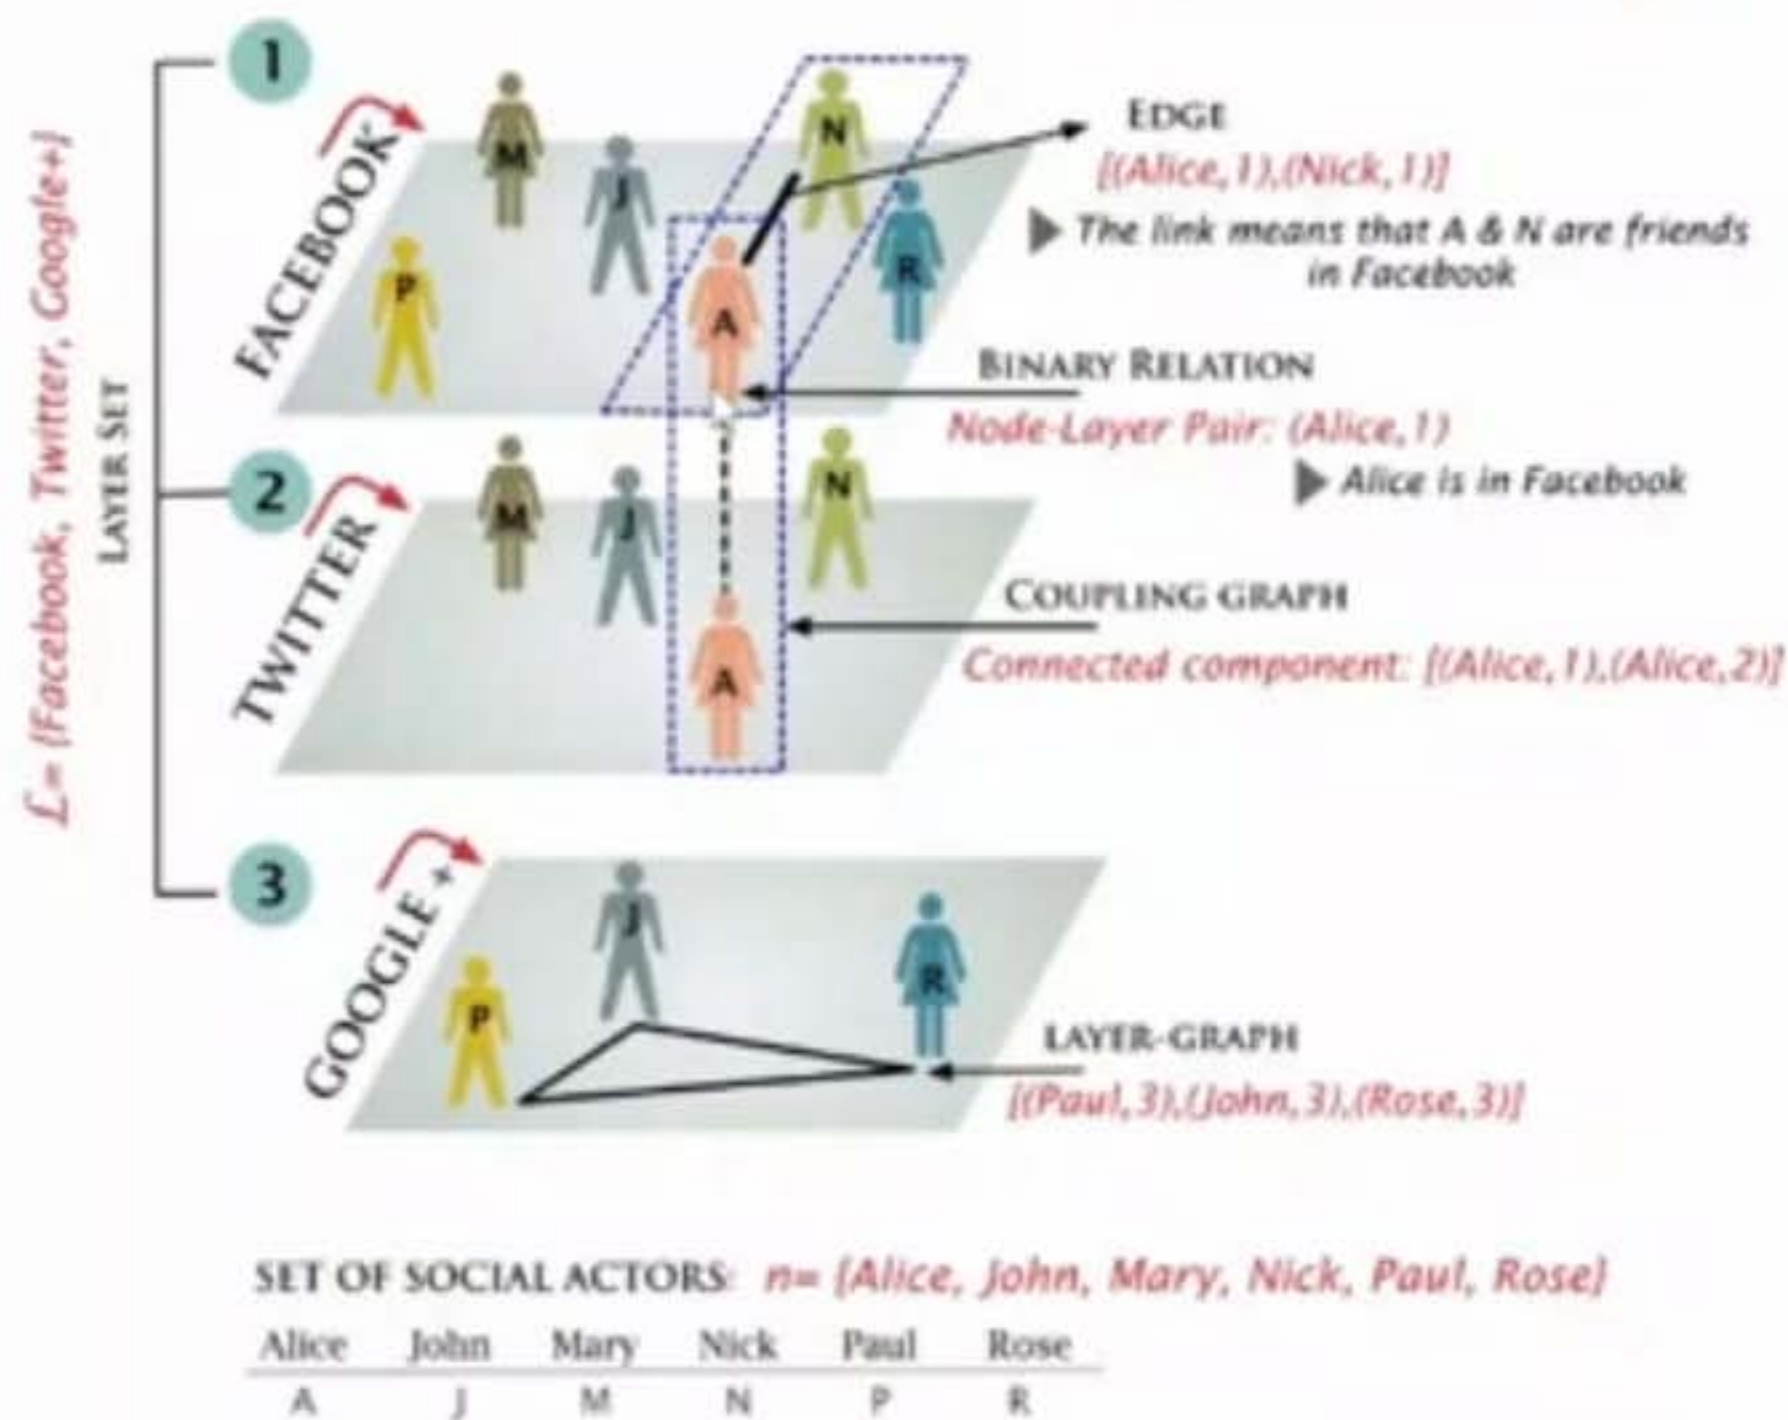 1
FACEBOOK
M
J
N
P
A
R
EDGE
[(Alice,1),(Nick,1)]
The link means that A & N are friends
in Facebook
BINARY RELATION
Node-Layer Pair: (Alice,1)
Alice is in Facebook
L= {Facebook, Twitter, Google+}
LAYER SET
2
TWITTER
M
J
N
A
COUPLING GRAPH
Connected component: [(Alice,1),(Alice,2)]
3
GOOGLE +
J
P
R
LAYER-GRAPH
[(Paul,3),(John,3),(Rose,3)]
SET OF SOCIAL ACTORS: n= {Alice, John, Mary, Nick, Paul, Rose}
Alice John Mary Nick Paul Rose
A J M N P R